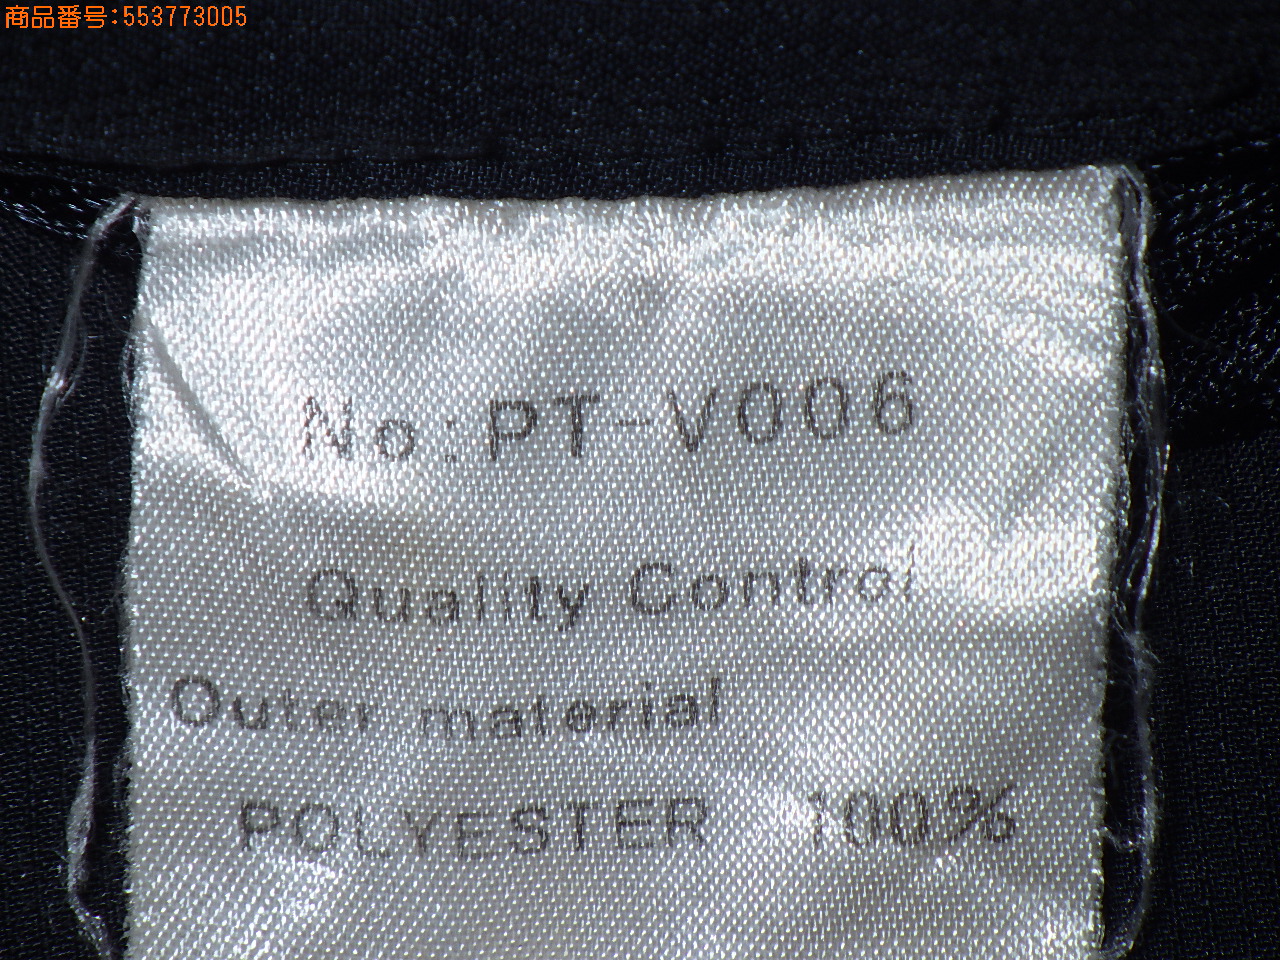 商品番号:553773005
No:PT-V006
Quality Control
Outer material
POLYESTER 100%